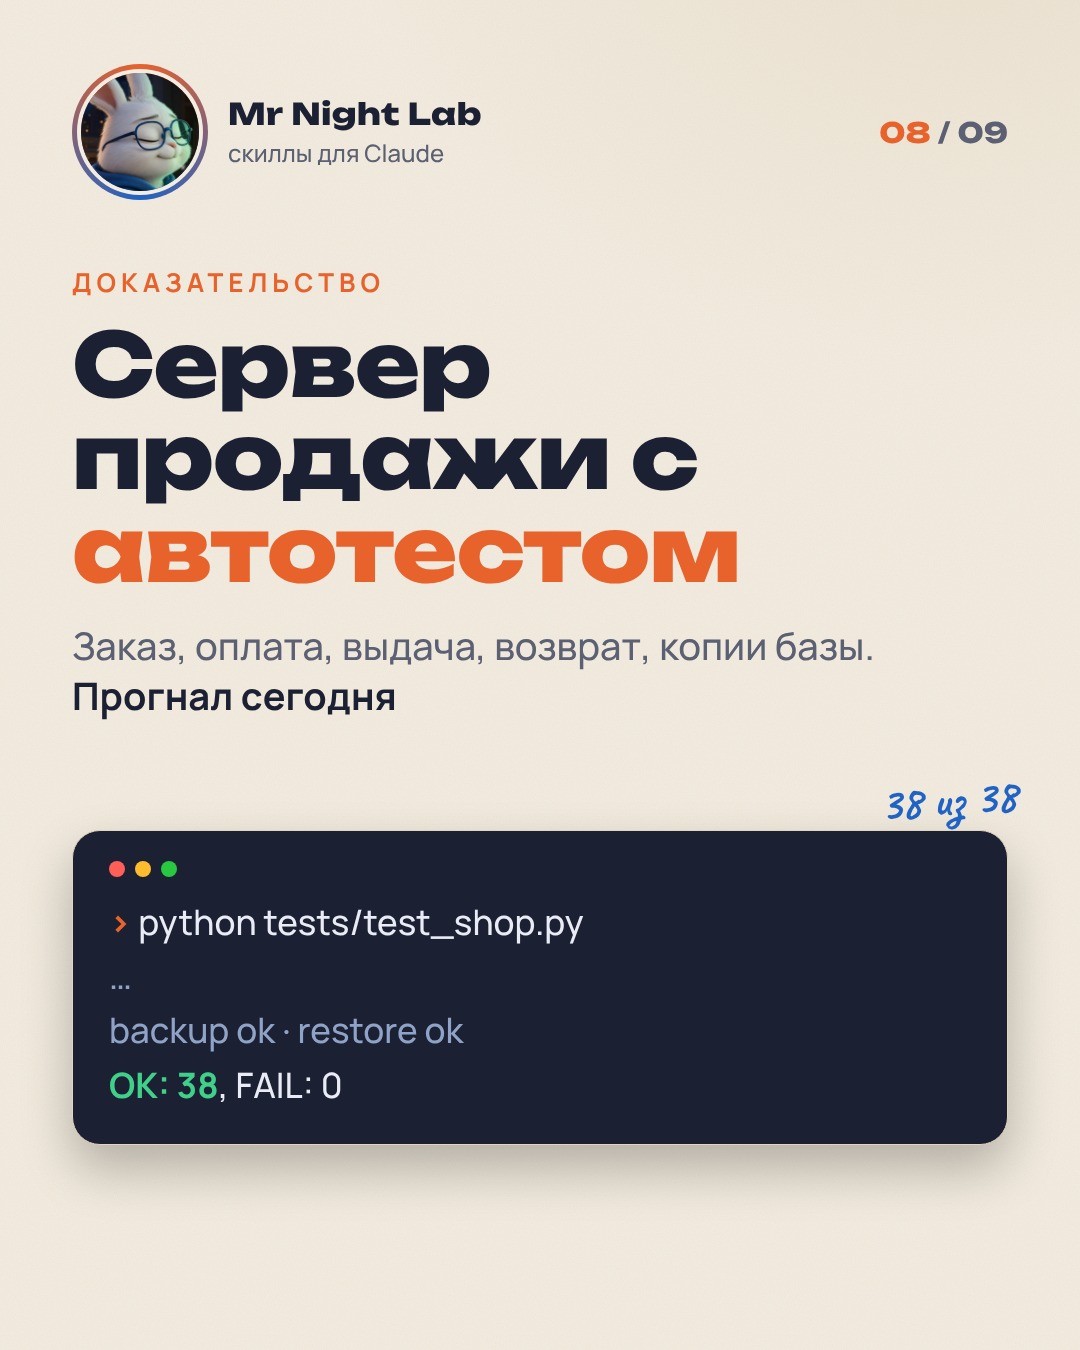 Mr Night Lab
скиллы для Claude
08 / 09
ДОКАЗАТЕЛЬСТВО
Сервер
продажи с
автотестом
Заказ, оплата, выдача, возврат, копии базы.
Прогнал сегодня
38 из 38
› python tests/test_shop.py
…
backup ok · restore ok
OK: 38, FAIL: 0